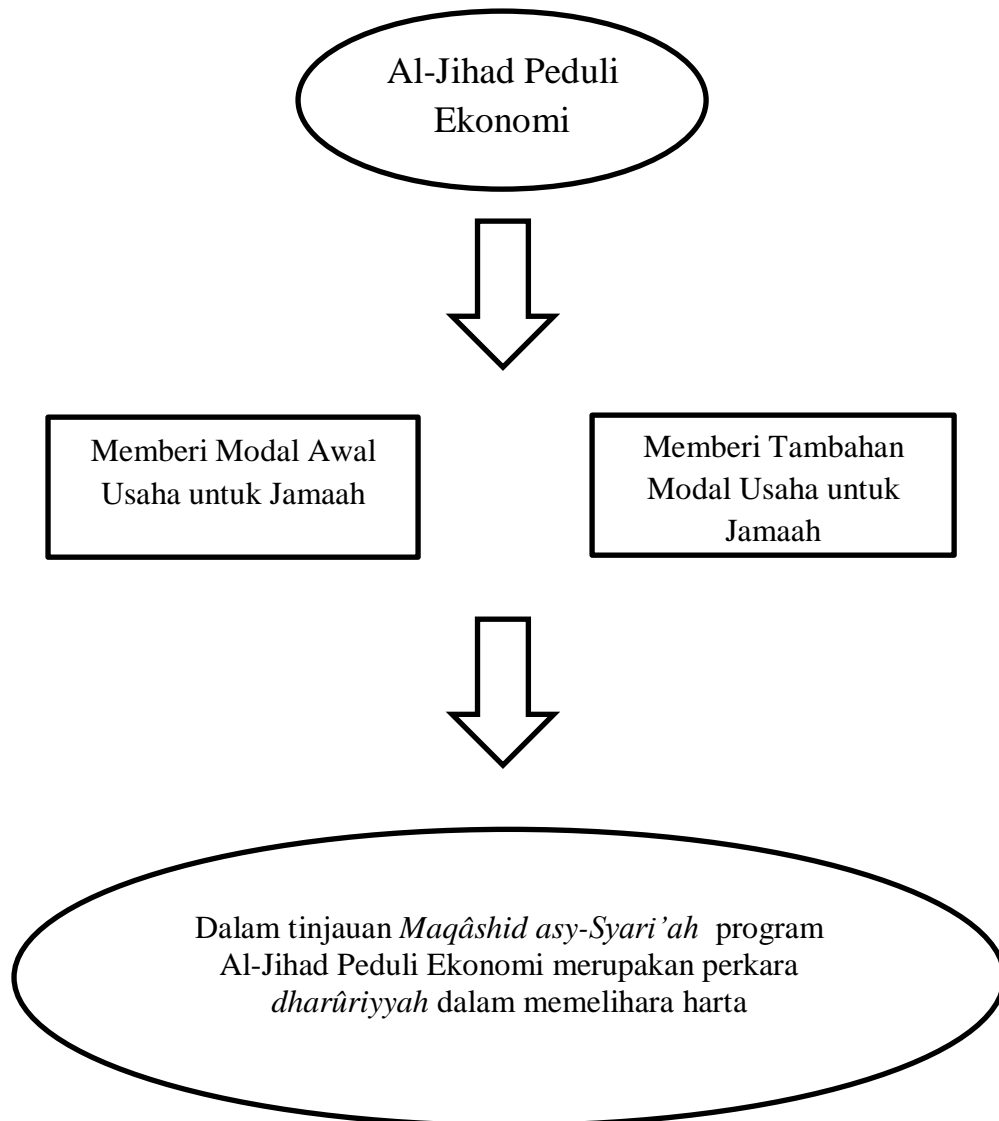 Al-Jihad Peduli
Ekonomi
Memberi Modal Awal
Usaha untuk Jamaah
Memberi Tambahan
Modal Usaha untuk
Jamaah
Dalam tinjauan Maqâshid asy-Syari’ah program
Al-Jihad Peduli Ekonomi merupakan perkara
dharûriyyah dalam memelihara harta